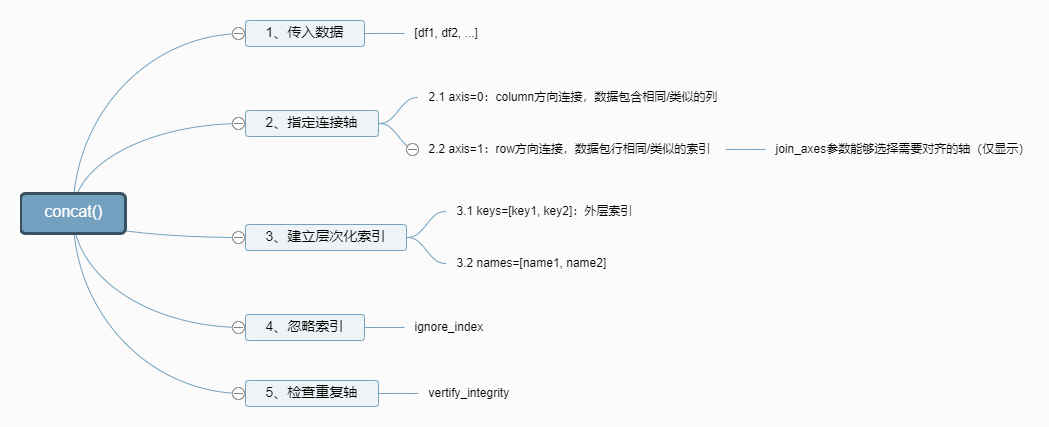 concat()
1、传入数据
[df1, df2, ...]
2、指定连接轴
2.1 axis=0：column方向连接，数据包含相同/类似的列
2.2 axis=1：row方向连接，数据包行相同/类似的索引
join_axes参数能够选择需要对齐的轴（仅显示）
3、建立层次化索引
3.1 keys=[key1, key2]：外层索引
3.2 names=[name1, name2]
4、忽略索引
ignore_index
5、检查重复轴
vertify_integrity